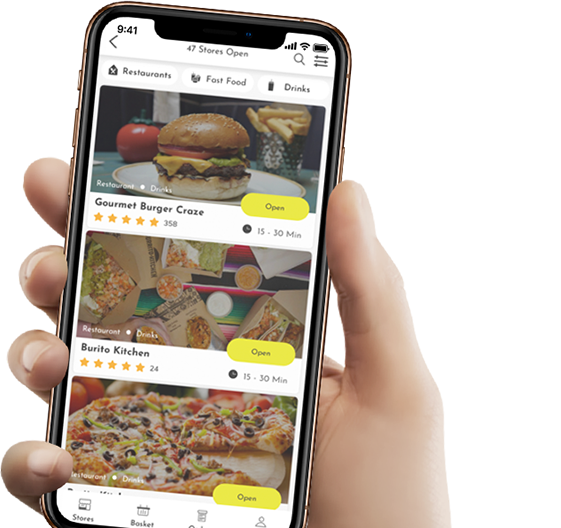 9:41
47 Stores Open
Restaurants
Fast Food
Drinks
Restaurant • Drinks
Open
Gourmet Burger Craze
358
15 - 30 Min
Restaurant • Drinks
Open
Burito Kitchen
24
15 - 30 Min
Restaurant • Drinks
Open
Stores
Basket